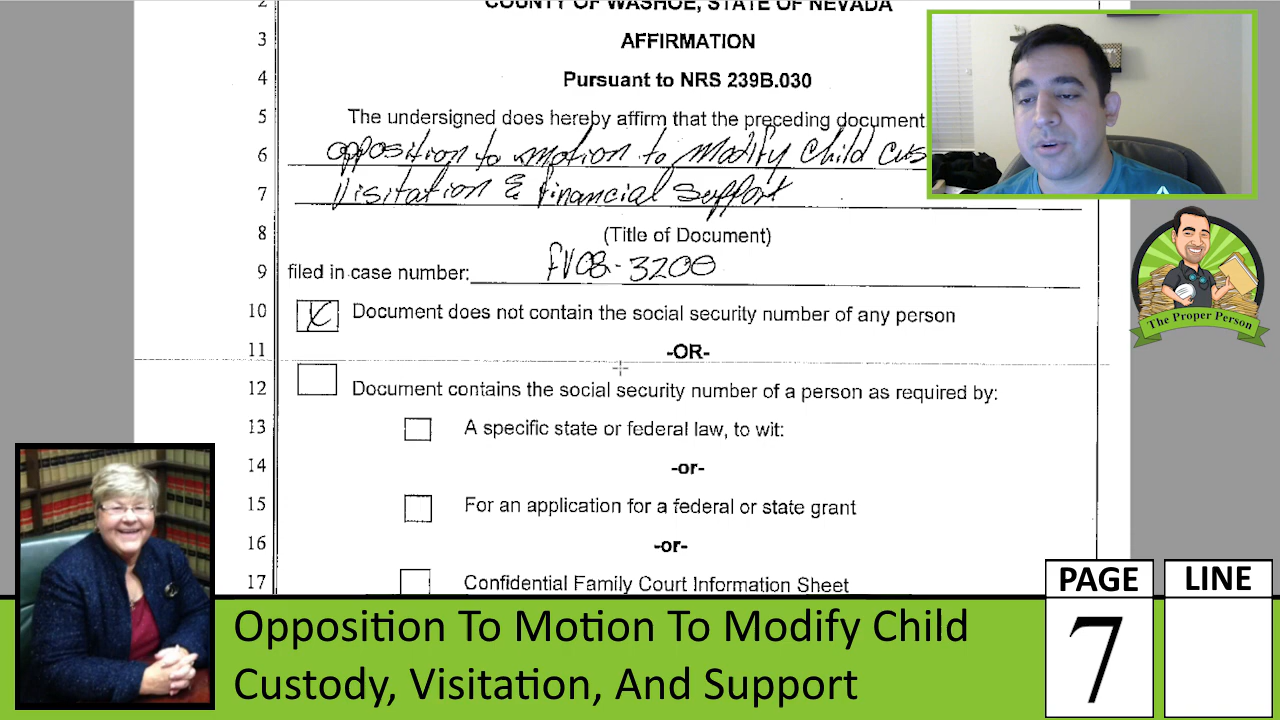 2
COUNTY OF WASHOE, STATE OF NEVADA
3
AFFIRMATION
4
Pursuant to NRS 239B.030
5
The undersigned does hereby affirm that the preceding document
6
opposition to motion to modify child cus
7
Visitation & financial support
8
(Title of Document)
9
filed in case number: FV08-3200
10
X Document does not contain the social security number of any person
11
-OR-
12
Document contains the social security number of a person as required by:
13
A specific state or federal law, to wit:
14
-or-
15
For an application for a federal or state grant
16
-or-
17
Confidential Family Court Information Sheet
The Proper Person
Opposition To Motion To Modify Child
Custody, Visitation, And Support
PAGE
7
LINE